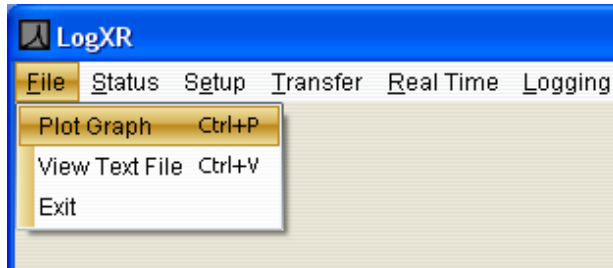 LogXR
File Status Setup Transfer Real Time Logging
Plot Graph Ctrl+P
View Text File Ctrl+V
Exit